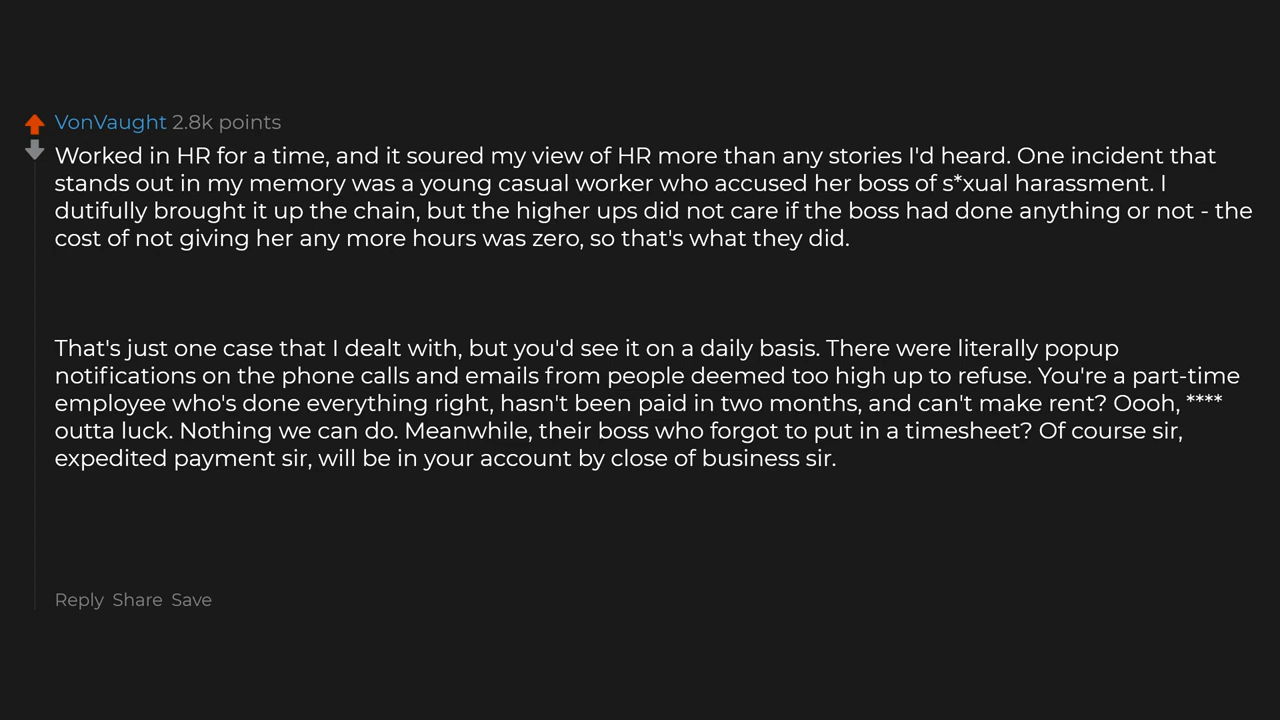 VonVaught 2.8k points
Worked in HR for a time, and it soured my view of HR more than any stories I'd heard. One incident that
stands out in my memory was a young casual worker who accused her boss of s*xual harassment. I
dutifully brought it up the chain, but the higher ups did not care if the boss had done anything or not - the
cost of not giving her any more hours was zero, so that's what they did.
That's just one case that I dealt with, but you'd see it on a daily basis. There were literally popup
notifications on the phone calls and emails from people deemed too high up to refuse. You're a part-time
employee who's done everything right, hasn't been paid in two months, and can't make rent? Oooh, ****
outta luck. Nothing we can do. Meanwhile, their boss who forgot to put in a timesheet? Of course sir,
expedited payment sir, will be in your account by close of business sir.
Reply Share Save